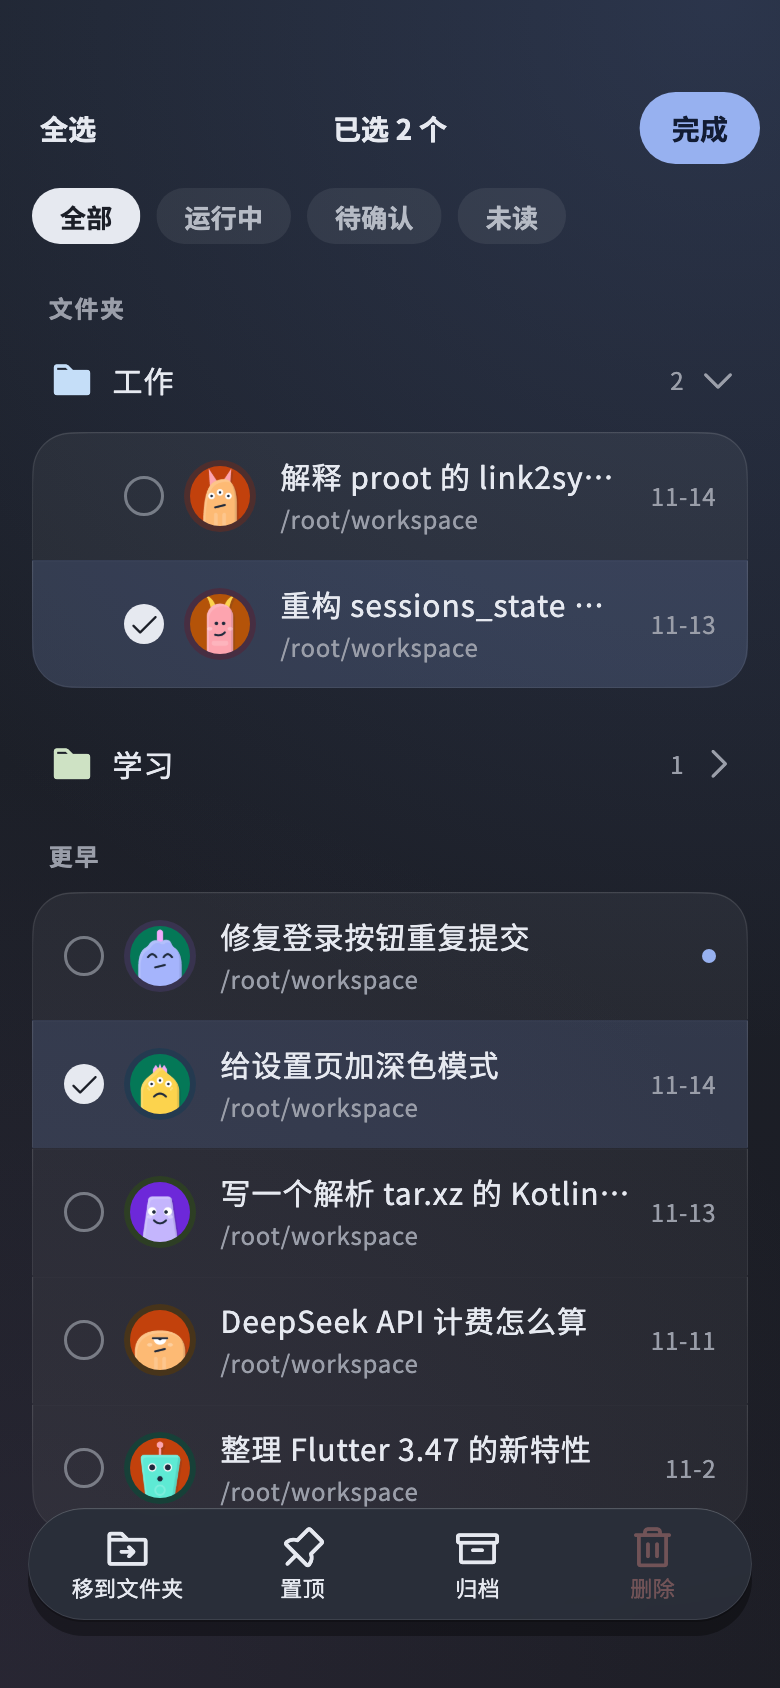 全选
已选 2 个
完成
全部
运行中
待确认
未读
文件夹
工作
2
解释 proot 的 link2sy…
/root/workspace
11-14
重构 sessions_state …
/root/workspace
11-13
学习
1
更早
修复登录按钮重复提交
/root/workspace
给设置页加深色模式
/root/workspace
11-14
写一个解析 tar.xz 的 Kotlin…
/root/workspace
11-13
DeepSeek API 计费怎么算
/root/workspace
11-11
整理 Flutter 3.47 的新特性
/root/workspace
11-2
移到文件夹
置顶
归档
删除